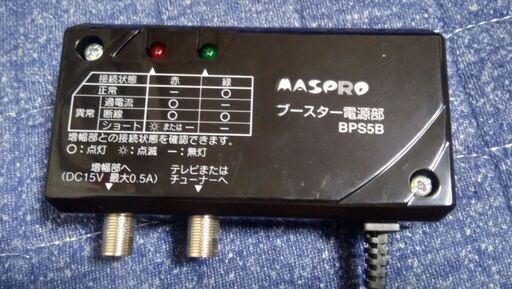 接続状態 赤 緑
正常 − ○
異常 過電流 ○ −
断線 ○ −
ショート ☼ または − −
増幅部との接続状態を確認できます。
○:点灯 ☼:点滅 −:無灯
増幅部へ
(DC15V 最大0.5A)
テレビまたは
チューナーへ
MASPRO
ブースター電源部
BPS5B